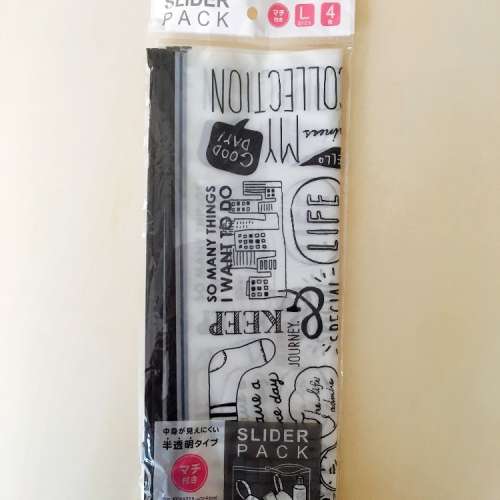 SLIDER
PACK
マチ
付き
L
4
COLLECTION
MY
GOOD
DAY!
LIFE
SO MANY THINGS
I WANT TO DO
SPECIAL
KEEP
JOURNEY.
&
中身が見えにくい
半透明タイプ
マチ
付き
SLIDER
PACK